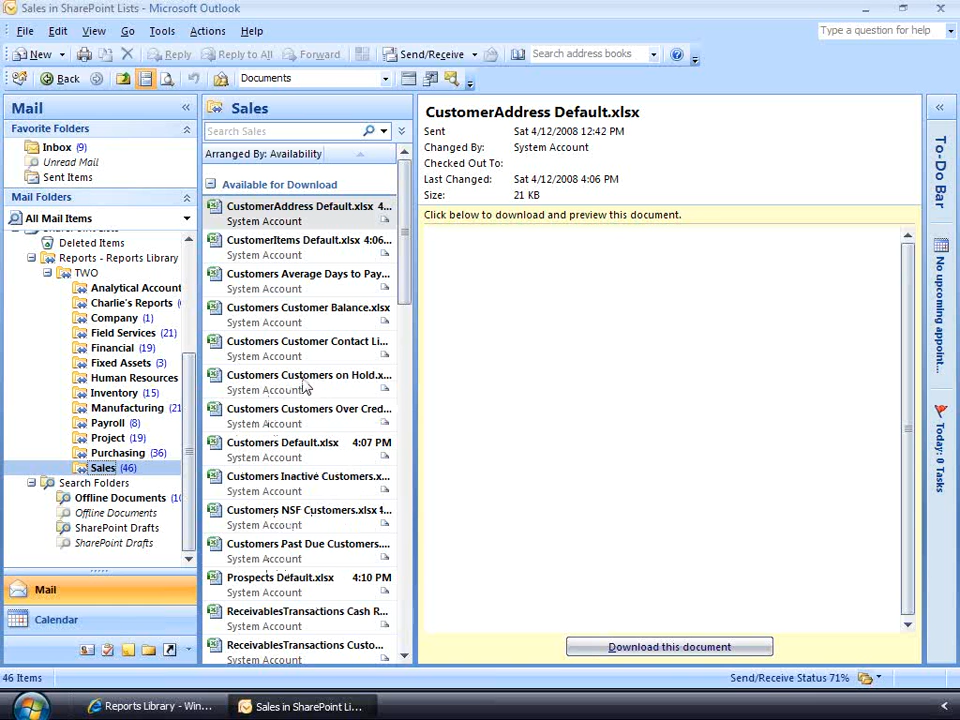 Sales in SharePoint Lists - Microsoft Outlook
File Edit View Go Tools Actions Help
Type a question for help
New Reply Reply to All Forward Send/Receive Search address books
Back Documents
Mail
Favorite Folders
Inbox (9)
Unread Mail
Sent Items
Mail Folders
All Mail Items
Deleted Items
Reports - Reports Library
TWO
Analytical Account
Charlie's Reports
Company (1)
Field Services (21)
Financial (19)
Fixed Assets (3)
Human Resources
Inventory (15)
Manufacturing (21
Payroll (8)
Project (19)
Purchasing (36)
Sales (46)
Search Folders
Offline Documents
Offline Documents
SharePoint Drafts
SharePoint Drafts
Mail
Calendar
Sales
Search Sales
Arranged By: Availability
Available for Download
CustomerAddress Default.xlsx 4...
System Account
CustomerItems Default.xlsx 4:06...
System Account
Customers Average Days to Pay...
System Account
Customers Customer Balance.xlsx
System Account
Customers Customer Contact Li...
System Account
Customers Customers on Hold.x...
System Account
Customers Customers Over Cred...
System Account
Customers Default.xlsx 4:07 PM
System Account
Customers Inactive Customers.x...
System Account
Customers NSF Customers.xlsx
System Account
Customers Past Due Customers....
System Account
Prospects Default.xlsx 4:10 PM
System Account
ReceivablesTransactions Cash R...
System Account
ReceivablesTransactions Custo...
System Account
CustomerAddress Default.xlsx
Sent Sat 4/12/2008 12:42 PM
Changed By: System Account
Checked Out To:
Last Changed: Sat 4/12/2008 4:06 PM
Size: 21 KB
Click below to download and preview this document.
Download this document
To-Do Bar
No upcoming appoint...
Today: 0 Tasks
46 Items
Send/Receive Status 71%
Reports Library - Win...
Sales in SharePoint Li...